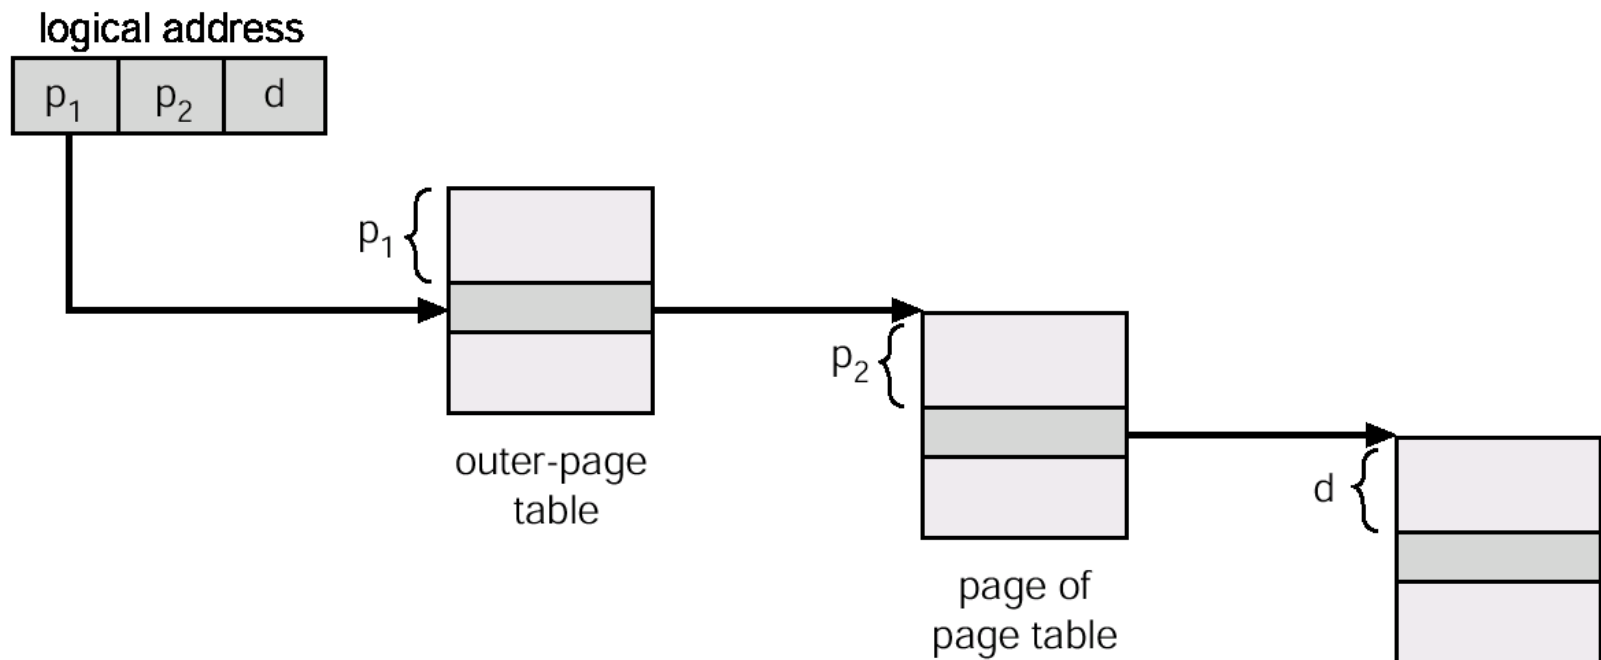 logical address
p₁ p₂ d
p₁
outer-page
table
p₂
page of
page table
d